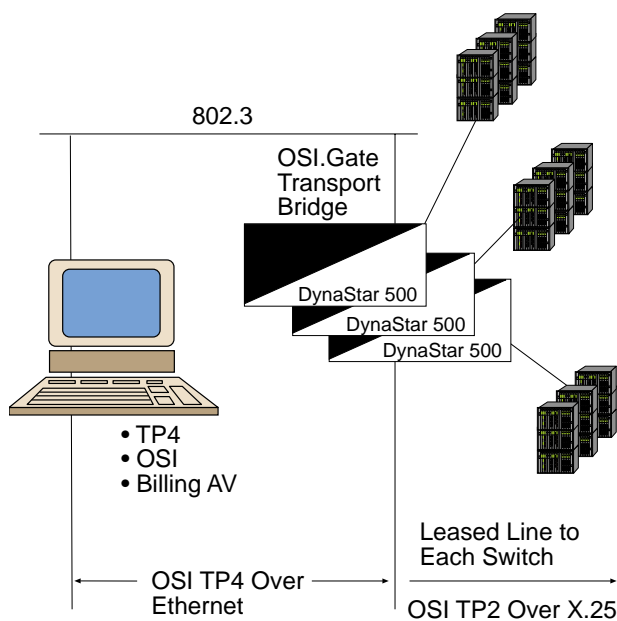 802.3
OSI.Gate
Transport
Bridge
DynaStar 500
DynaStar 500
DynaStar 500
• TP4
• OSI
• Billing AV
Leased Line to
Each Switch
OSI TP4 Over
Ethernet
OSI TP2 Over X.25